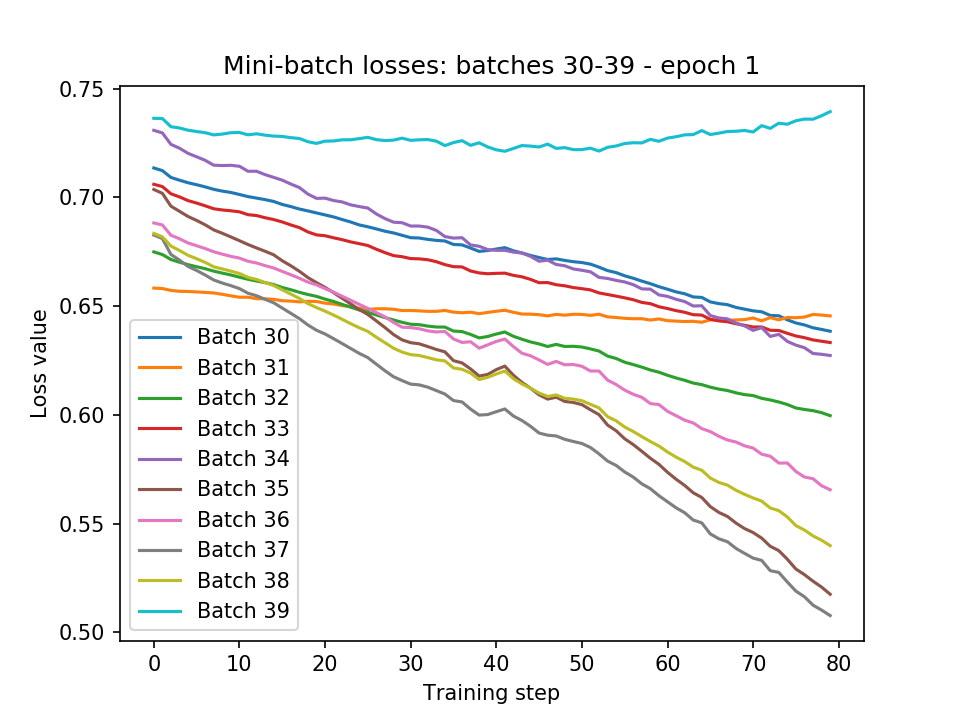 Mini-batch losses: batches 30-39 - epoch 1
0.75
0.70
0.65
0.60
0.55
0.50
Loss value
Batch 30
Batch 31
Batch 32
Batch 33
Batch 34
Batch 35
Batch 36
Batch 37
Batch 38
Batch 39
0 10 20 30 40 50 60 70 80
Training step